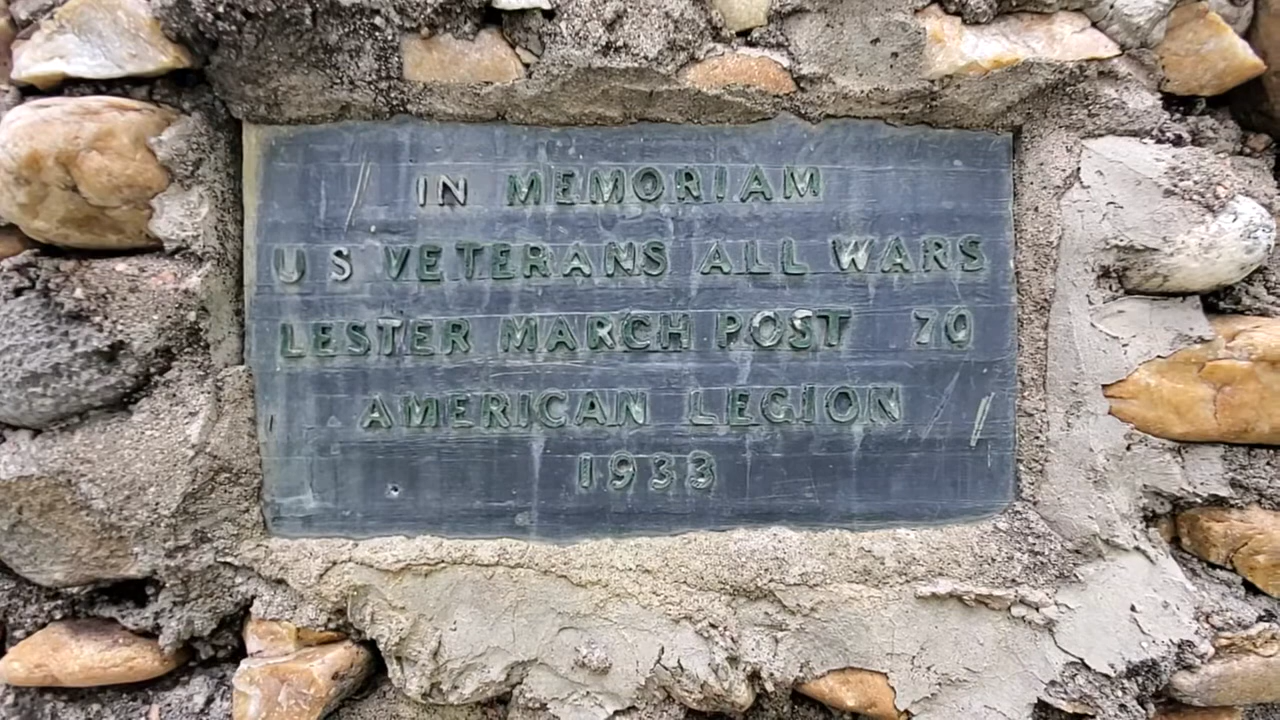 IN MEMORIAM
U S VETERANS ALL WARS
LESTER MARCH POST 70
AMERICAN LEGION
1933